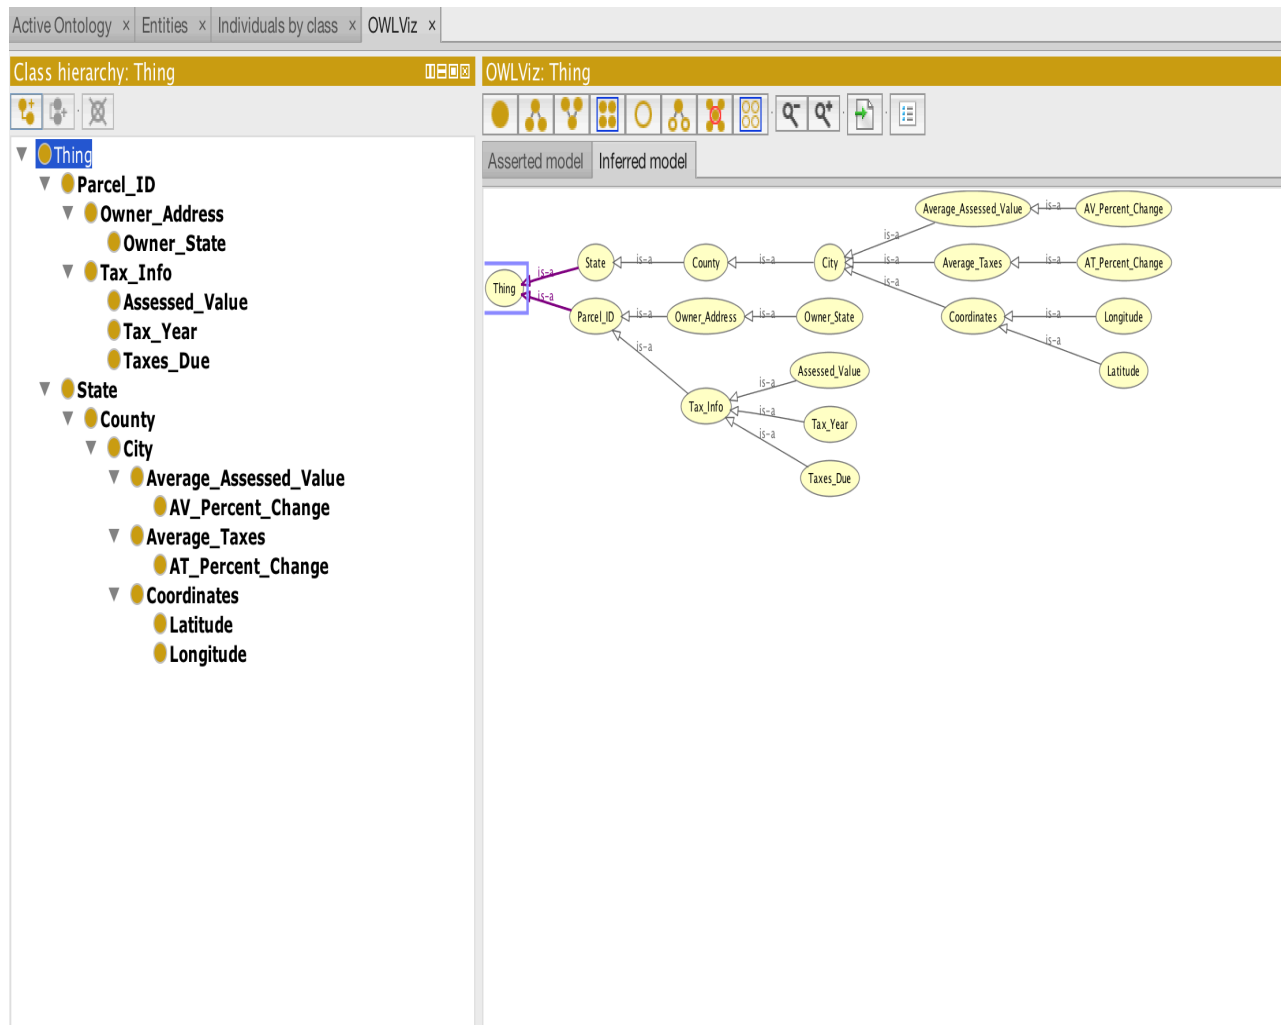 Active Ontology × Entities × Individuals by class × OWLViz ×
Class hierarchy: Thing
Thing
Parcel_ID
Owner_Address
Owner_State
Tax_Info
Assessed_Value
Tax_Year
Taxes_Due
State
County
City
Average_Assessed_Value
AV_Percent_Change
Average_Taxes
AT_Percent_Change
Coordinates
Latitude
Longitude
OWLViz: Thing
Asserted model Inferred model
Average_Assessed_Value is-a AV_Percent_Change
is-a
State is-a County is-a City is-a Average_Taxes is-a AT_Percent_Change
is-a
is-a
Thing
is-a
Parcel_ID is-a Owner_Address is-a Owner_State Coordinates is-a Longitude
is-a
is-a
Assessed_Value Latitude
is-a
Tax_Info is-a
Tax_Year
is-a
Taxes_Due